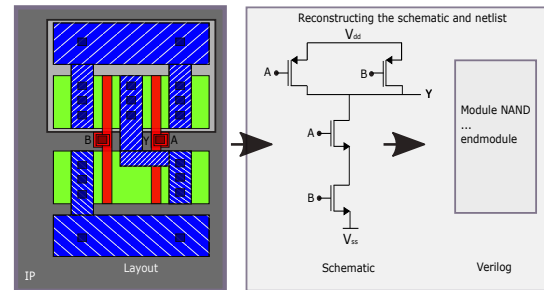 Reconstructing the schematic and netlist
Vdd
A
B
Y
B
Y
A
A
B
Vss
Module NAND
...
endmodule
IP
Layout
Schematic
Verilog